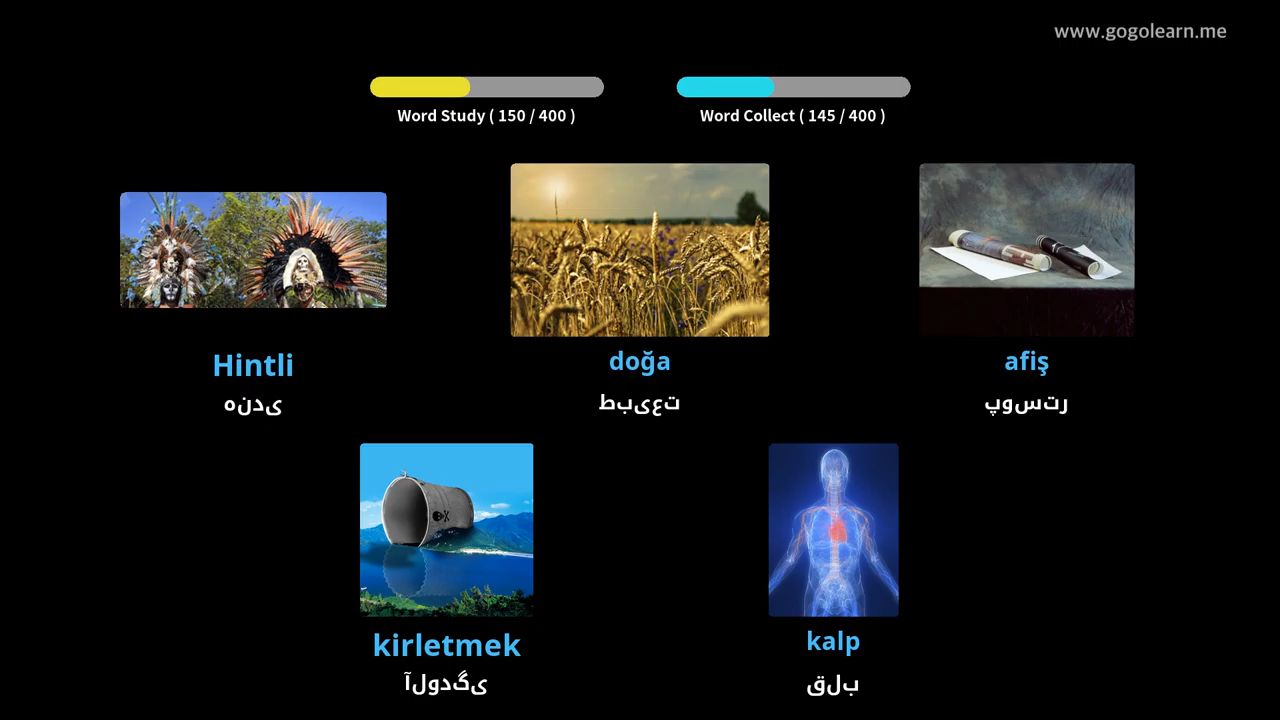 www.gogolearn.me
Word Study ( 150 / 400 )
Word Collect ( 145 / 400 )
Hintli
هندی
doğa
طبیعت
afiş
پوستر
kirletmek
آلودگی
kalp
قلب